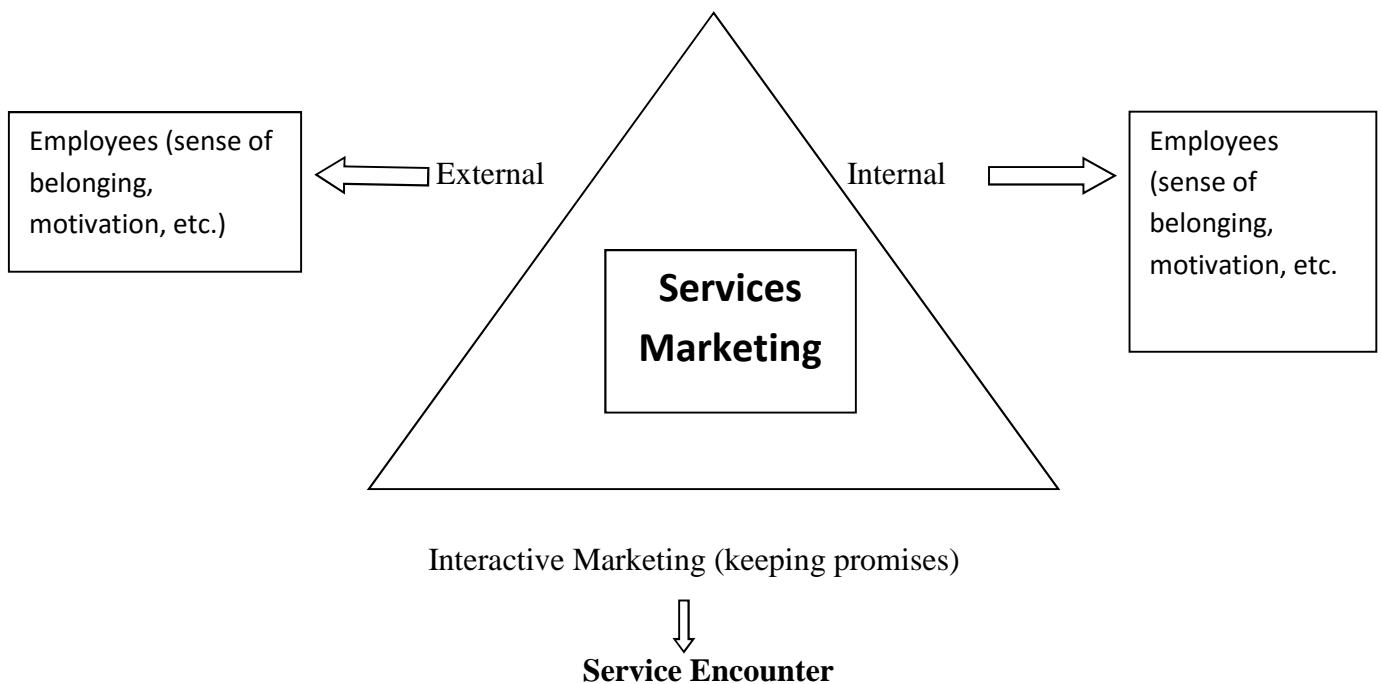 Employees (sense of
belonging,
motivation, etc.)
External
Internal
Employees
(sense of
belonging,
motivation, etc.
Services
Marketing
Interactive Marketing (keeping promises)
Service Encounter